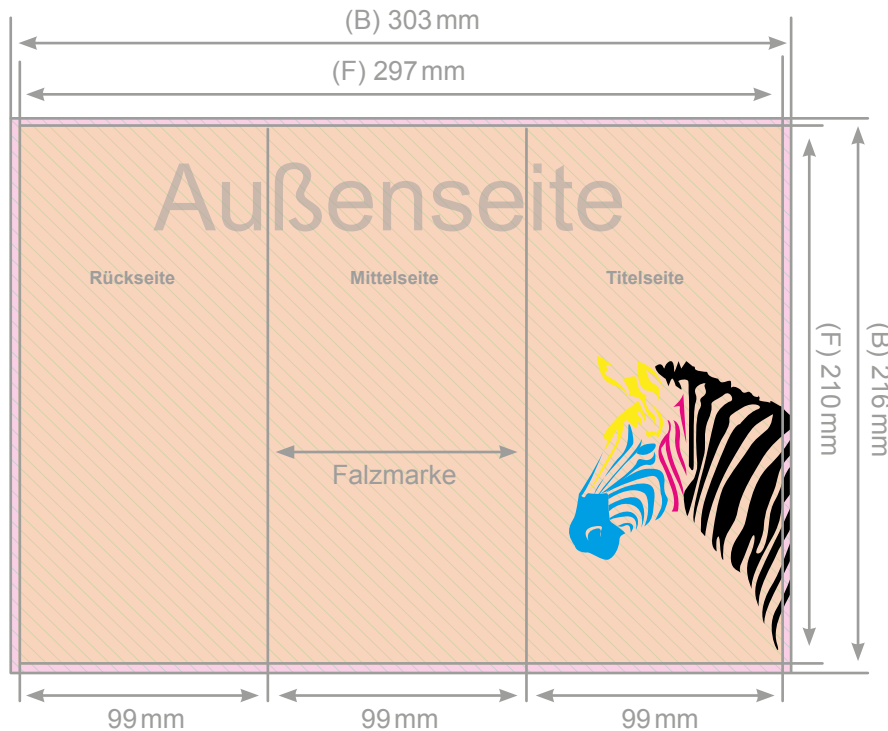 (B) 303 mm
(F) 297 mm
Außenseite
Rückseite
Mittelseite
Titelseite
(F) 210 mm
(B) 216 mm
Falzmarke
99 mm
99 mm
99 mm